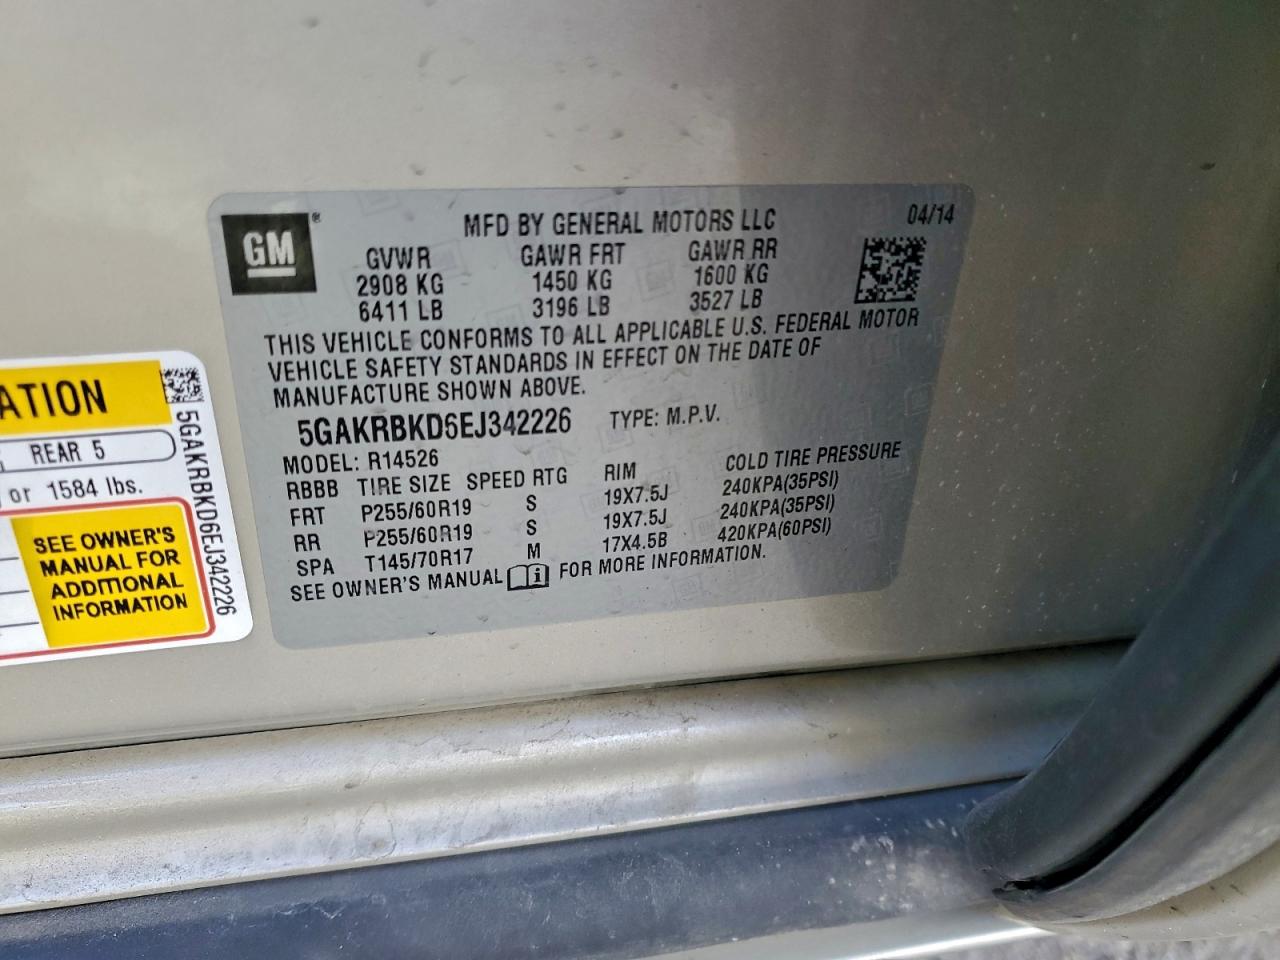 GM ®
MFD BY GENERAL MOTORS LLC 04/14
GVWR GAWR FRT GAWR RR
2908 KG 1450 KG 1600 KG
6411 LB 3196 LB 3527 LB
THIS VEHICLE CONFORMS TO ALL APPLICABLE U.S. FEDERAL MOTOR
VEHICLE SAFETY STANDARDS IN EFFECT ON THE DATE OF
MANUFACTURE SHOWN ABOVE.
5GAKRBKD6EJ342226 TYPE: M.P.V.
MODEL: R14526
RBBB TIRE SIZE SPEED RTG RIM COLD TIRE PRESSURE
FRT P255/60R19 S 19X7.5J 240KPA(35PSI)
RR P255/60R19 S 19X7.5J 240KPA(35PSI)
SPA T145/70R17 M 17X4.5B 420KPA(60PSI)
SEE OWNER'S MANUAL i FOR MORE INFORMATION.
ATION
REAR 5
or 1584 lbs.
SEE OWNER'S
MANUAL FOR
ADDITIONAL
INFORMATION
5GAKRBKD6EJ342226